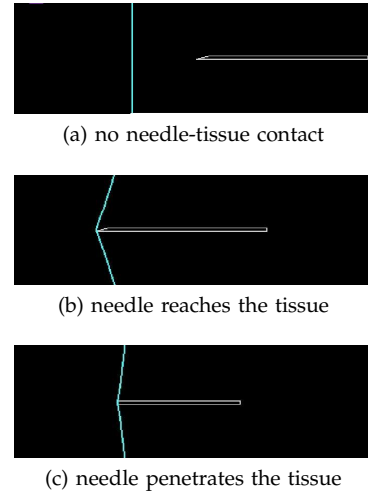 (a) no needle-tissue contact
(b) needle reaches the tissue
(c) needle penetrates the tissue